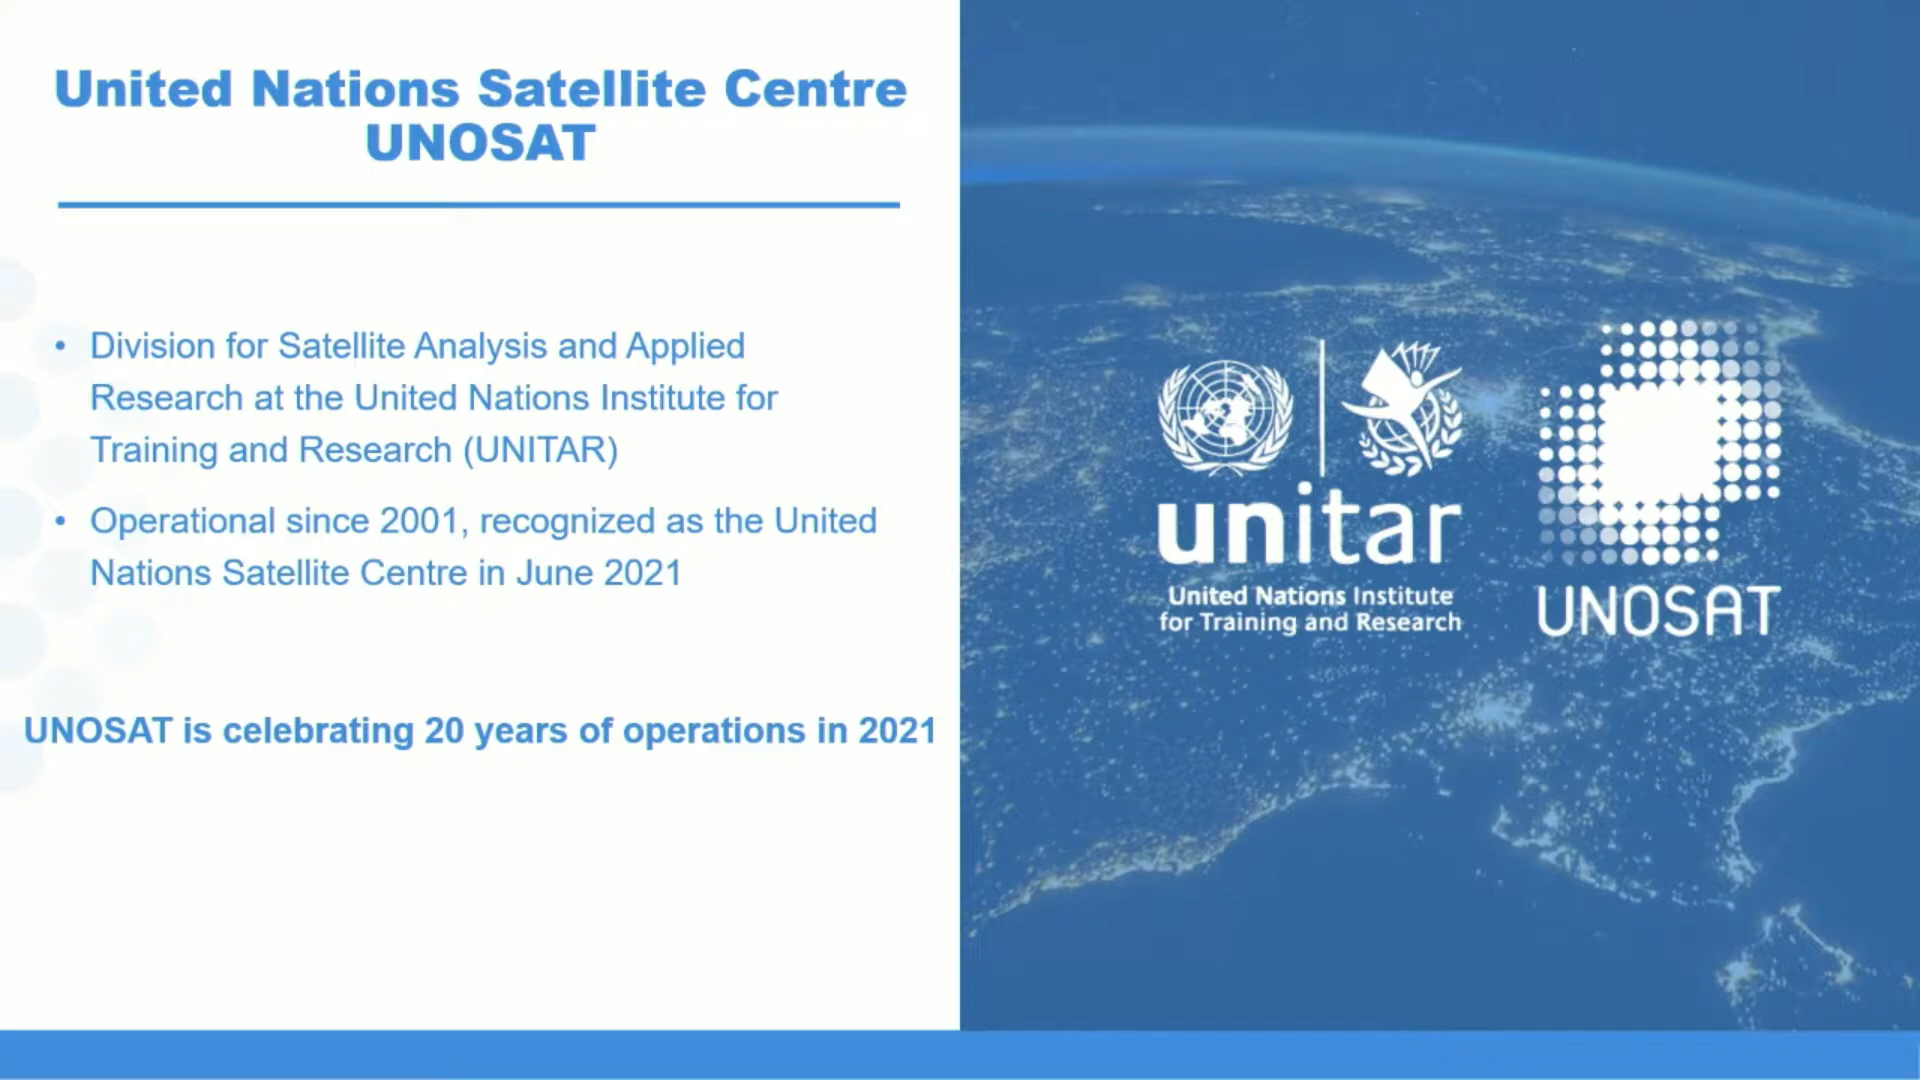 United Nations Satellite Centre
UNOSAT
• Division for Satellite Analysis and Applied
Research at the United Nations Institute for
Training and Research (UNITAR)
• Operational since 2001, recognized as the United
Nations Satellite Centre in June 2021
UNOSAT is celebrating 20 years of operations in 2021
unitar
United Nations Institute
for Training and Research
UNOSAT